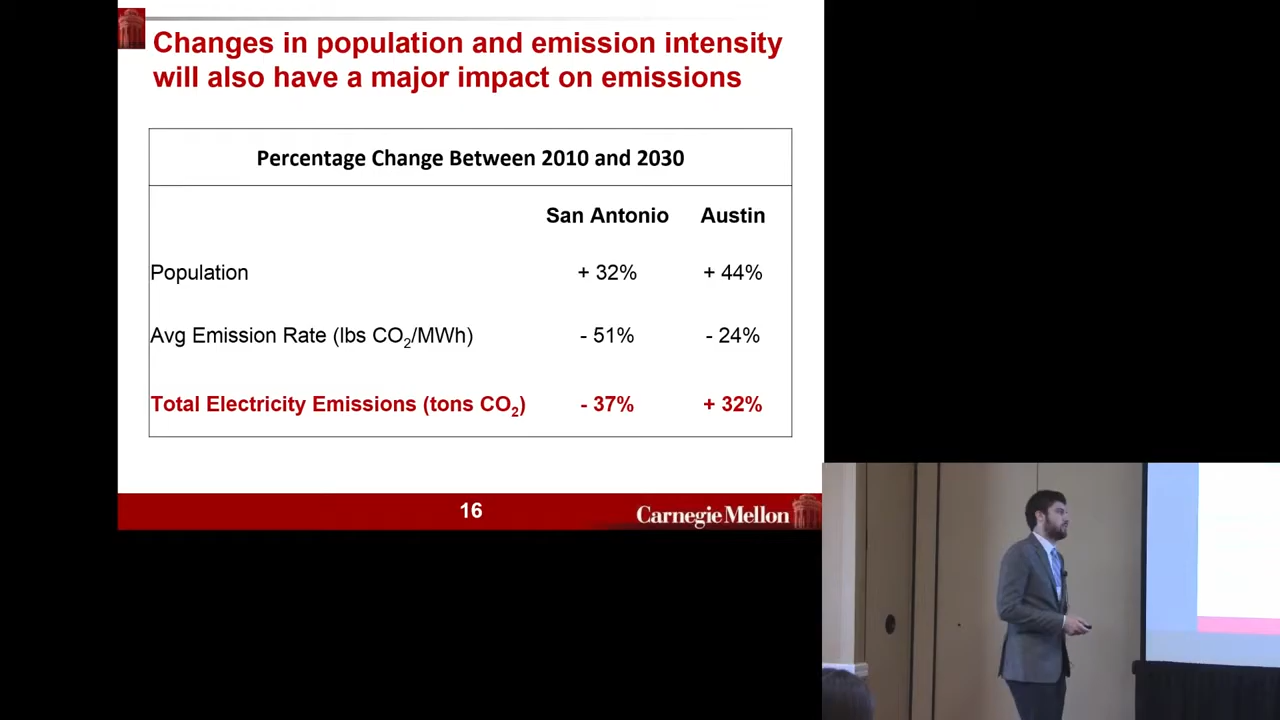 Changes in population and emission intensity
will also have a major impact on emissions
Percentage Change Between 2010 and 2030
San Antonio Austin
Population + 32% + 44%
Avg Emission Rate (lbs CO₂/MWh) - 51% - 24%
Total Electricity Emissions (tons CO₂) - 37% + 32%
16 Carnegie Mellon